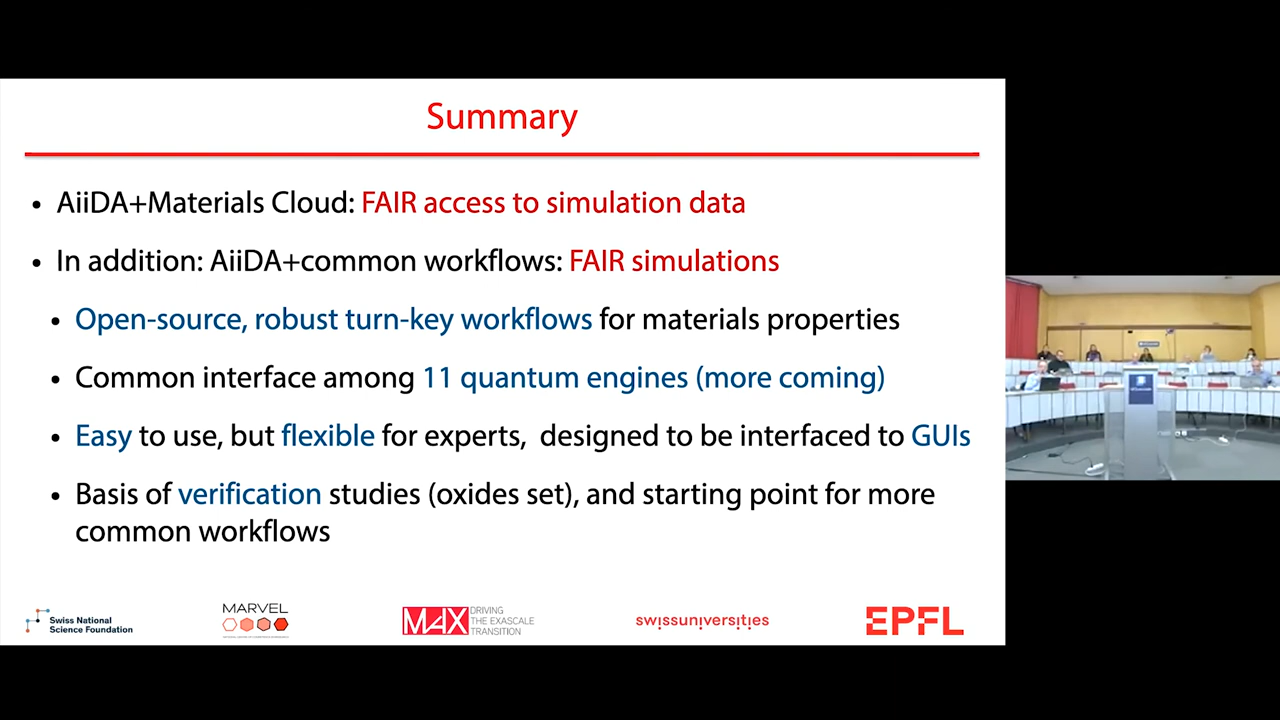 Summary
• AiiDA+Materials Cloud: FAIR access to simulation data
• In addition: AiiDA+common workflows: FAIR simulations
• Open-source, robust turn-key workflows for materials properties
• Common interface among 11 quantum engines (more coming)
• Easy to use, but flexible for experts, designed to be interfaced to GUIs
• Basis of verification studies (oxides set), and starting point for more
common workflows
Swiss National
Science Foundation
MARVEL
MAX
DRIVING
THE EXASCALE
TRANSITION
swissuniversities
EPFL